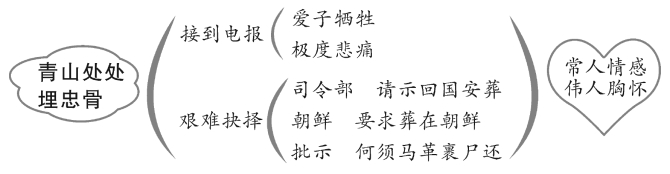 青山处处
埋忠骨
接到电报
爱子牺牲
极度悲痛
艰难抉择
司令部 请示回国安葬
朝鲜 要求葬在朝鲜
批示 何须马革裹尸还
常人情感
伟人胸怀